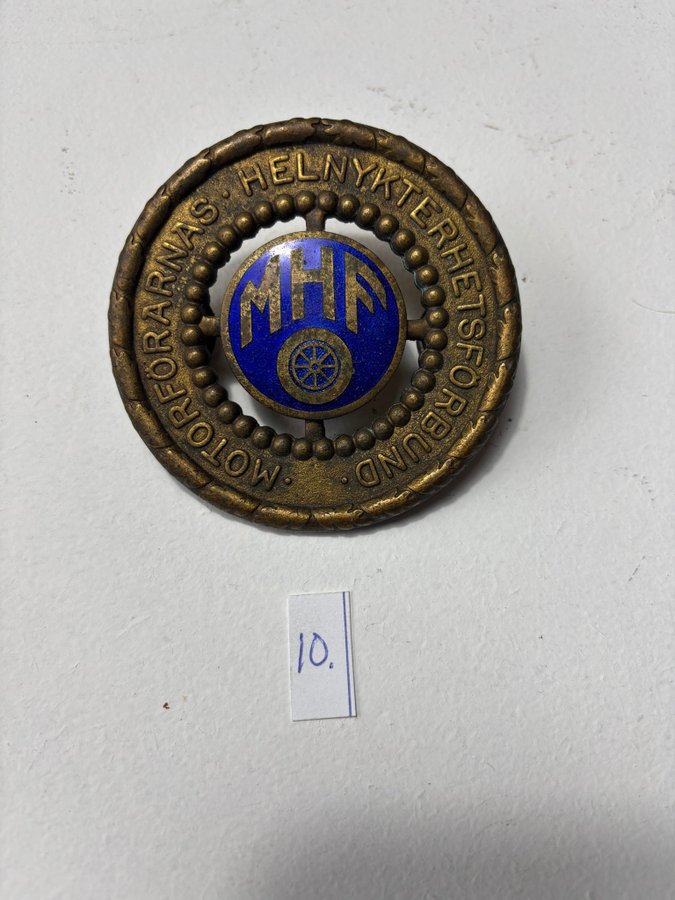 · MOTORFÖRARNAS · HELNYKTERHETSFÖRBUND ·
MHF
10.